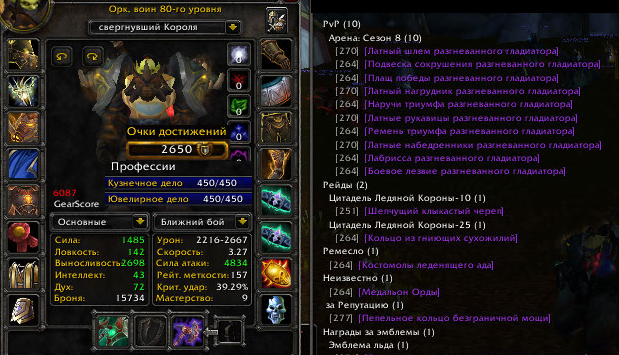 Орк, воин 80-го уровня
свергнувший Короля
0
0
0
0
Очки достижений
2650
Профессии
Кузнечное дело 450/450
Ювелирное дело 450/450
6087
GearScore
Основные
Ближний бой
Сила: 1485
Ловкость: 142
Выносливость: 2698
Интеллект: 43
Дух: 72
Броня: 15734
Урон: 2216-2667
Скорость: 3.27
Сила атаки: 4834
Рейт. меткости: 157
Крит. удар: 39.29%
Мастерство: 9
PvP (10)
Арена: Сезон 8 (10)
[270] [Латный шлем разгневанного гладиатора]
[264] [Подвеска сокрушения разгневанного гладиатора]
[264] [Плащ победы разгневанного гладиатора]
[270] [Латный нагрудник разгневанного гладиатора]
[264] [Наручи триумфа разгневанного гладиатора]
[270] [Латные рукавицы разгневанного гладиатора]
[264] [Ремень триумфа разгневанного гладиатора]
[270] [Латные набедренники разгневанного гладиатора]
[264] [Лабрисса разгневанного гладиатора]
[264] [Боевое лезвие разгневанного гладиатора]
Рейды (2)
Цитадель Ледяной Короны-10 (1)
[251] [Шепчущий клыкастый череп]
Цитадель Ледяной Короны-25 (1)
[264] [Кольцо из гниющих сухожилий]
Ремесло (1)
[264] [Костомолы леденящего ада]
Неизвестно (1)
[264] [Медальон Орды]
за Репутацию (1)
[277] [Пепельное кольцо безграничной мощи]
Награды за эмблемы (1)
Эмблема льда (1)